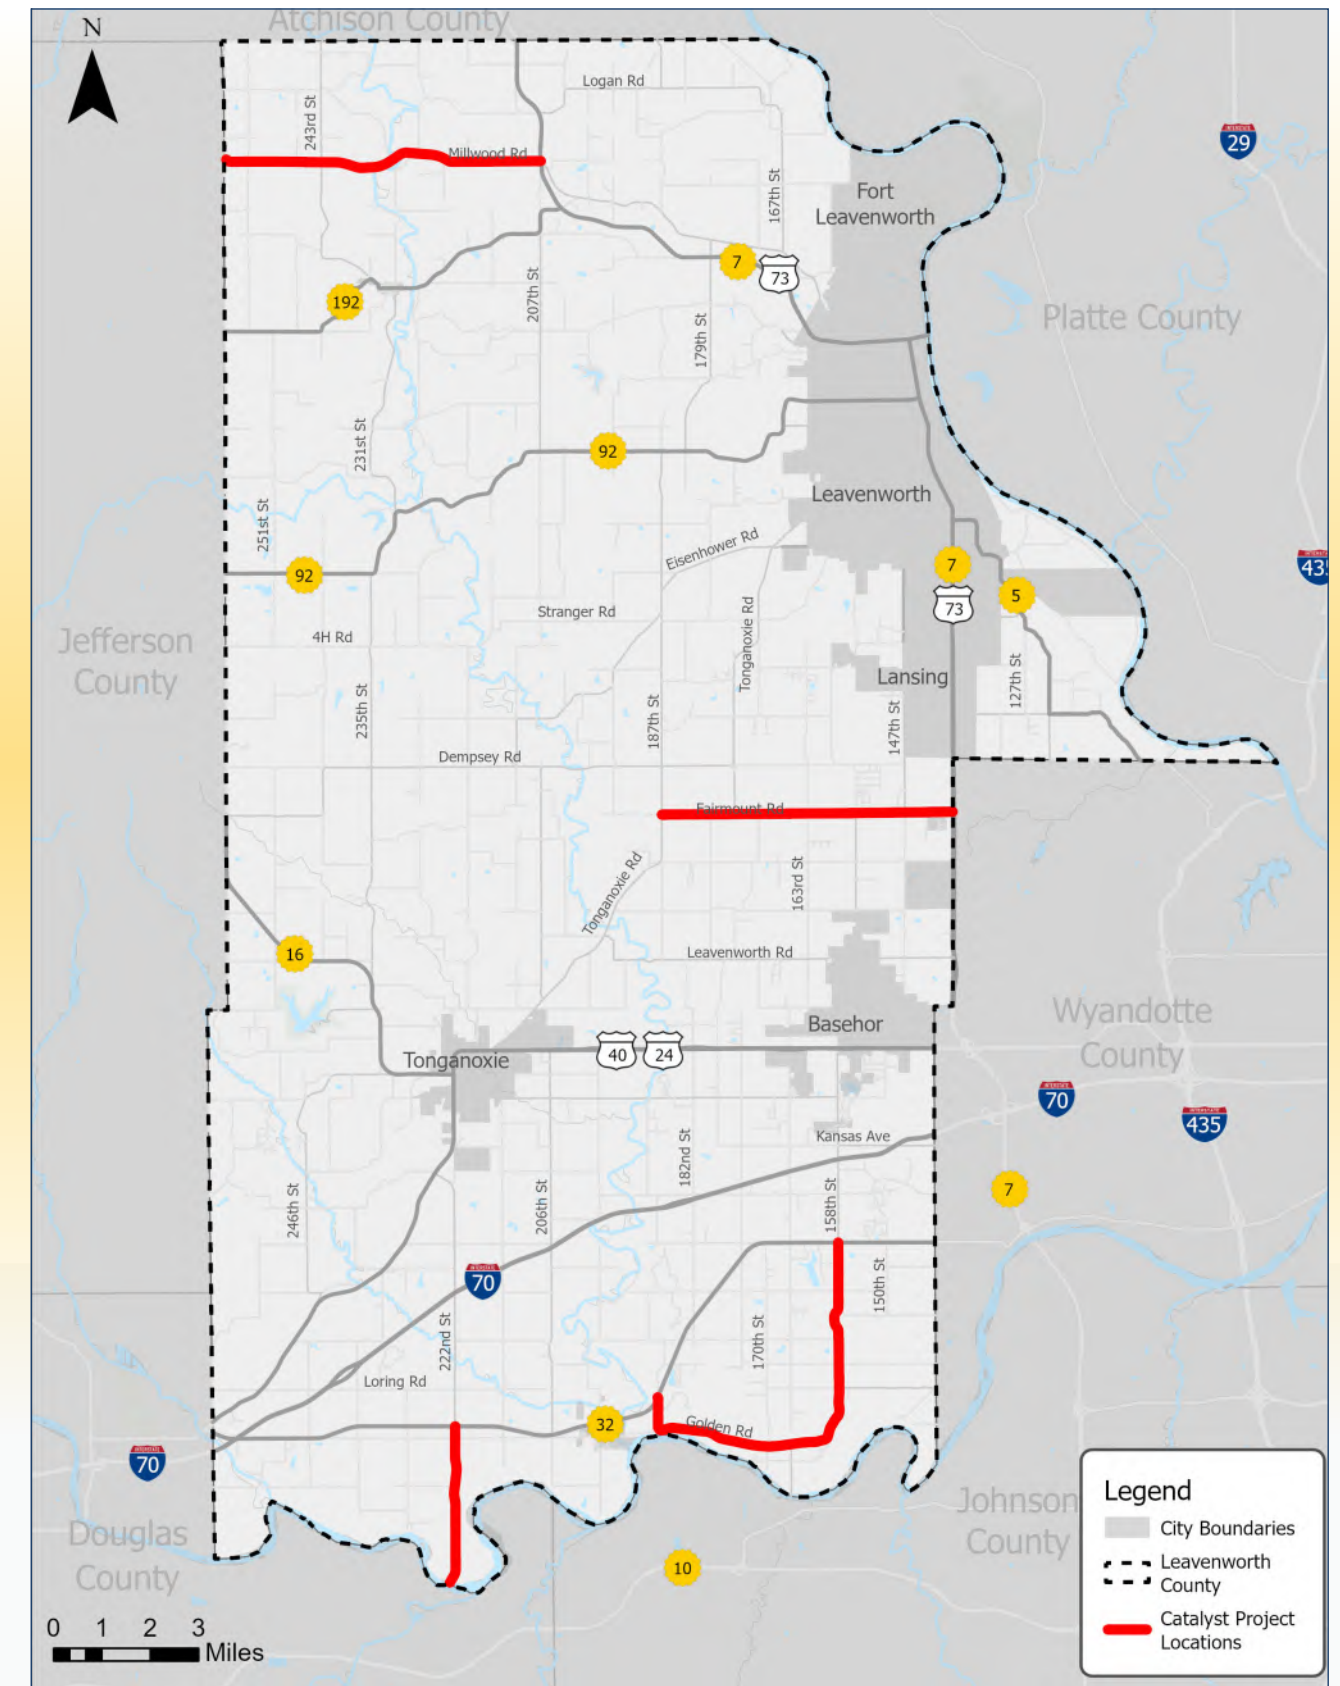 Atchison County
N
Logan Rd
29
243rd St
Millwood Rd
167th St
Fort
Leavenworth
7
73
192
207th St
179th St
Platte County
231st St
92
Leavenworth
251st St
Eisenhower Rd
92
7
435
73
5
Stranger Rd
Tonganoxie Rd
4H Rd
Jefferson
County
Lansing
127th St
235th St
187th St
147th St
Dempsey Rd
Fairmount Rd
Tonganoxie Rd
163rd St
16
Leavenworth Rd
Basehor
Wyandotte
County
Tonganoxie
40
24
70
435
Kansas Ave
182nd St
7
246th St
206th St
158th St
70
150th St
222nd St
170th St
Loring Rd
32
Golden Rd
70
Douglas
County
Johnson
County
10
Legend
City Boundaries
Leavenworth
County
Catalyst Project
Locations
0 1 2 3
Miles